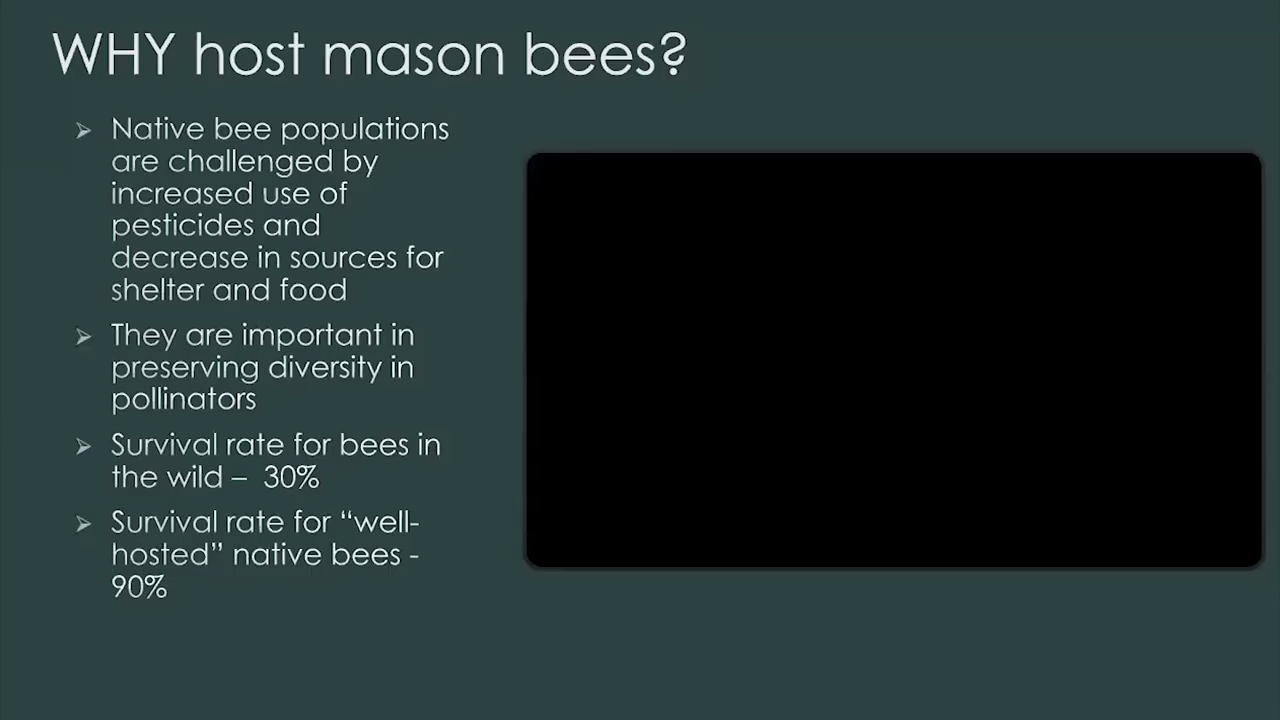 WHY host mason bees?
Native bee populations
are challenged by
increased use of
pesticides and
decrease in sources for
shelter and food
They are important in
preserving diversity in
pollinators
Survival rate for bees in
the wild – 30%
Survival rate for “well-
hosted” native bees -
90%